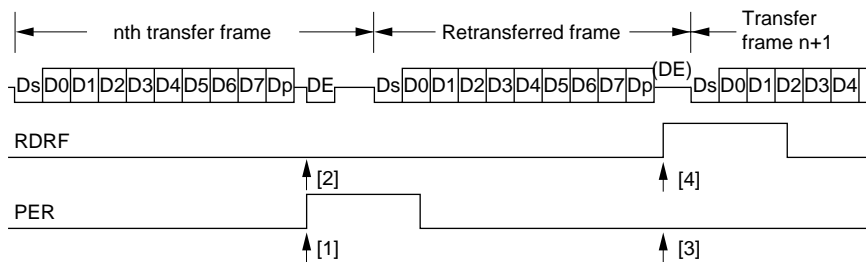 nth transfer frame
Retransferred frame
Transfer
frame n+1
Ds D0 D1 D2 D3 D4 D5 D6 D7 Dp DE Ds D0 D1 D2 D3 D4 D5 D6 D7 Dp (DE) Ds D0 D1 D2 D3 D4
RDRF
[2]
[4]
PER
[1]
[3]